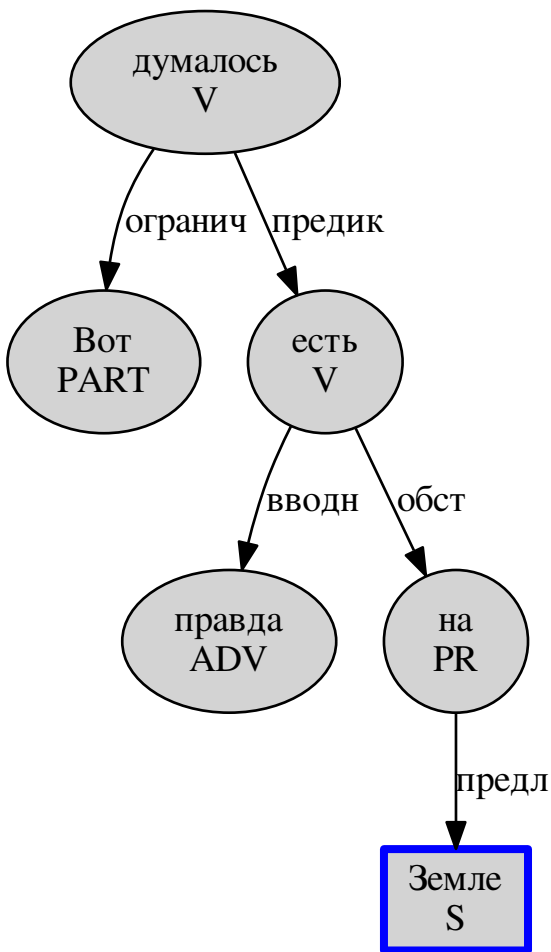 думалось
V
огранич предик
Вот
PART
есть
V
вводн обст
правда
ADV
на
PR
предл
Земле
S